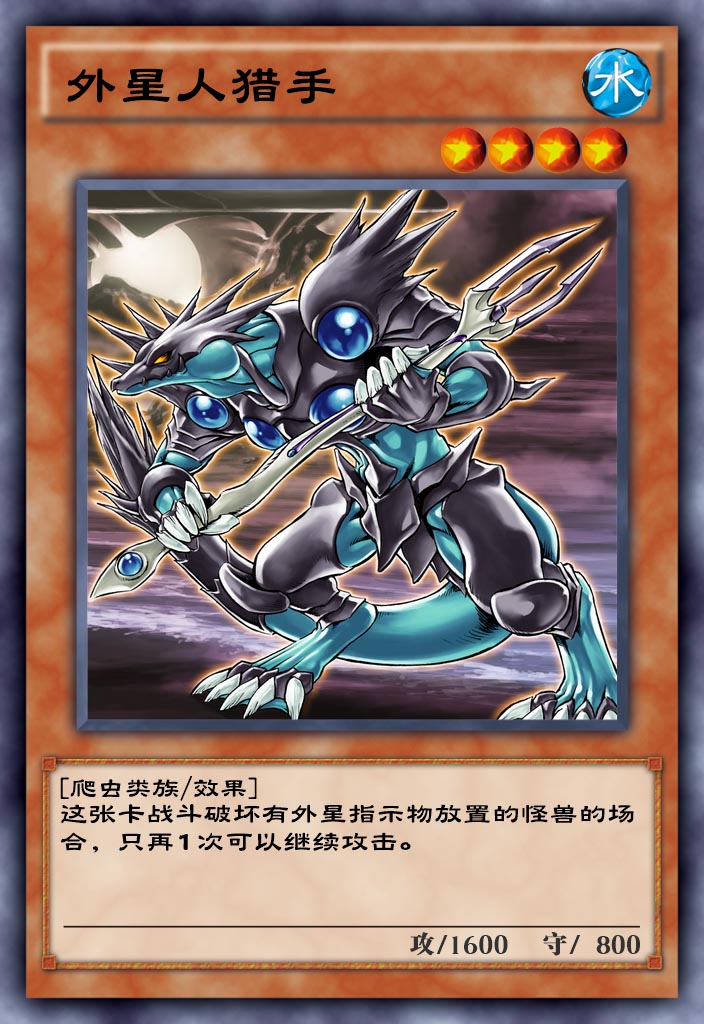 外星人猎手
水
[爬虫类族/效果]
这张卡战斗破坏有外星指示物放置的怪兽的场
合，只再1次可以继续攻击。
攻/1600 守/ 800